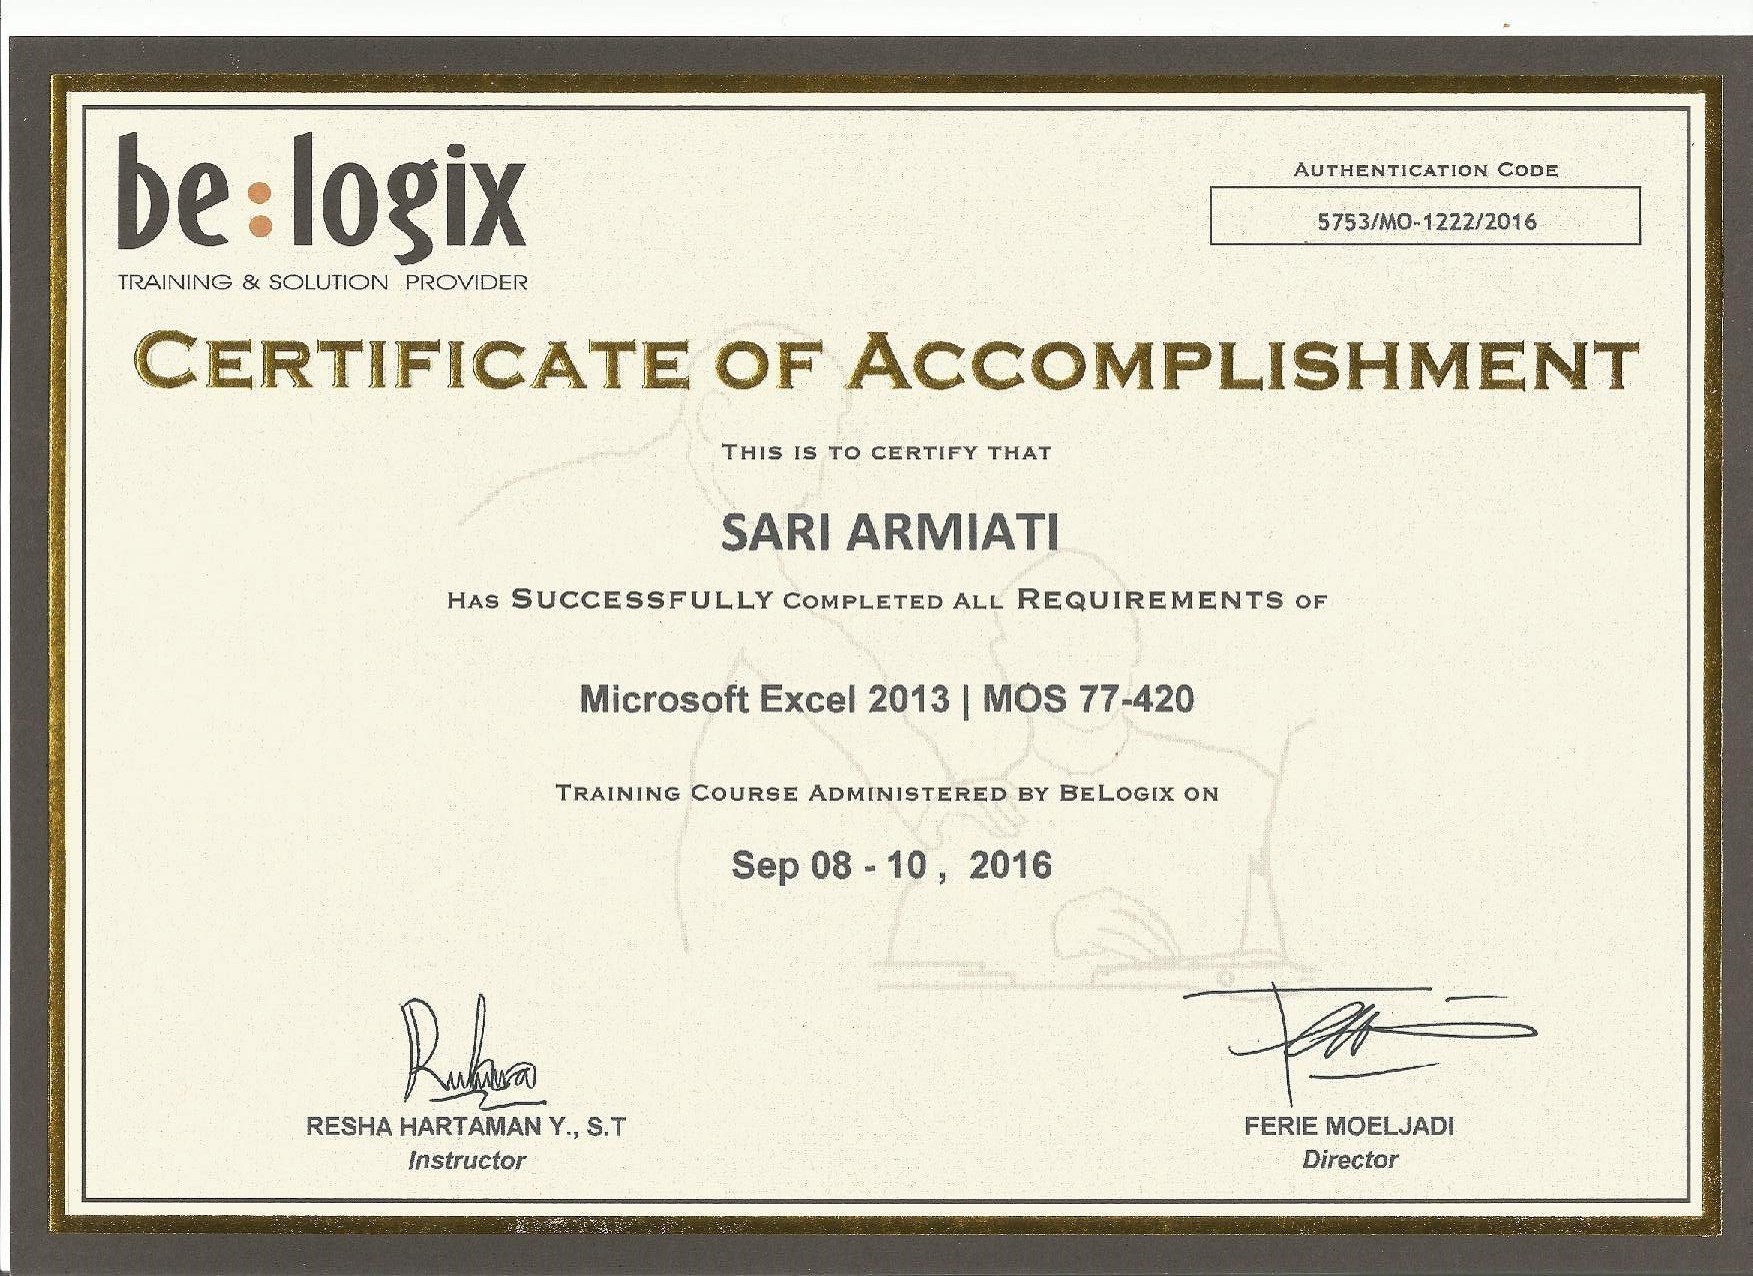 be:logix
TRAINING & SOLUTION PROVIDER
AUTHENTICATION CODE
5753/MO-1222/2016
CERTIFICATE OF ACCOMPLISHMENT
THIS IS TO CERTIFY THAT
SARI ARMIATI
HAS SUCCESSFULLY COMPLETED ALL REQUIREMENTS OF
Microsoft Excel 2013 | MOS 77-420
TRAINING COURSE ADMINISTERED BY BELOGIX ON
Sep 08 - 10 , 2016
RESHA HARTAMAN Y., S.T
Instructor
FERIE MOELJADI
Director